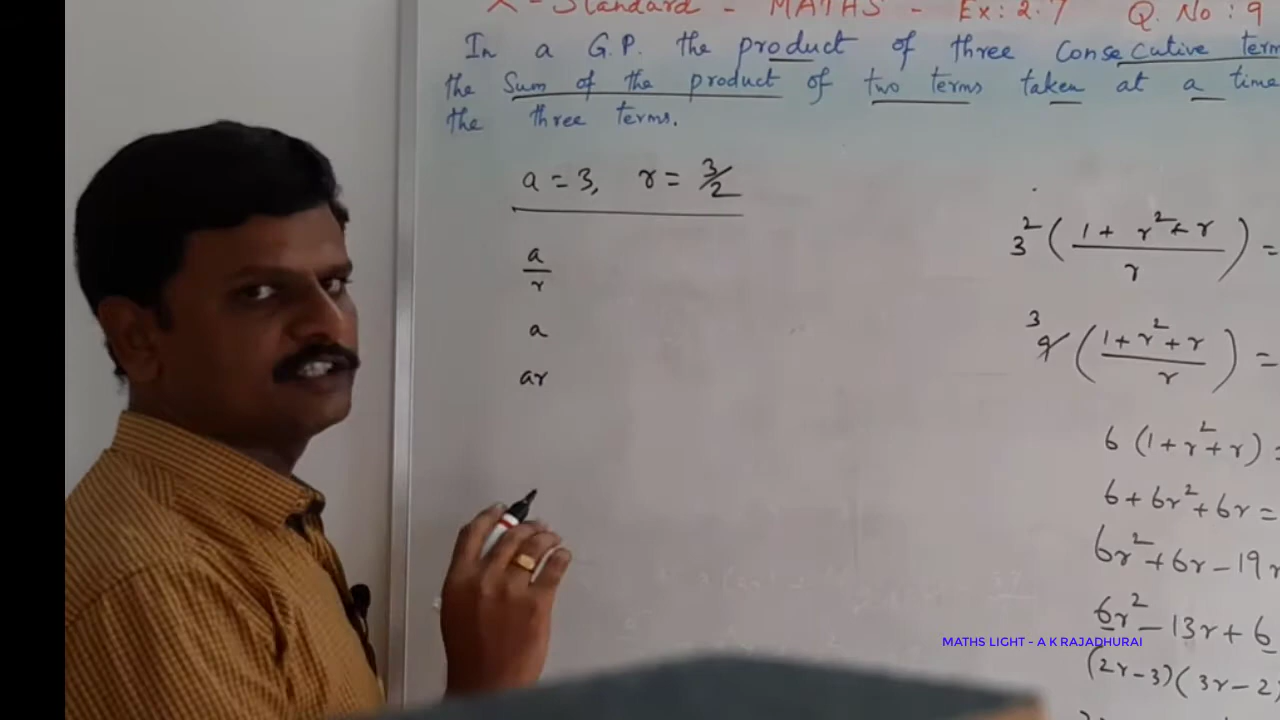 X - Standard - MATHS - Ex: 2.7 Q. No: 9
In a G.P. the product of three Consecutive term
the Sum of the product of two terms taken at a time
the three terms.
a = 3, r = 3/2
a/r
a
ar
3² ( (1 + r² + r) / r ) =
3
9 ( (1 + r² + r) / r ) =
6 (1 + r² + r) =
6 + 6r² + 6r =
6r² + 6r - 19r
6r² - 13r + 6
(2r - 3)(3r - 2)
MATHS LIGHT - A K RAJADHURAI